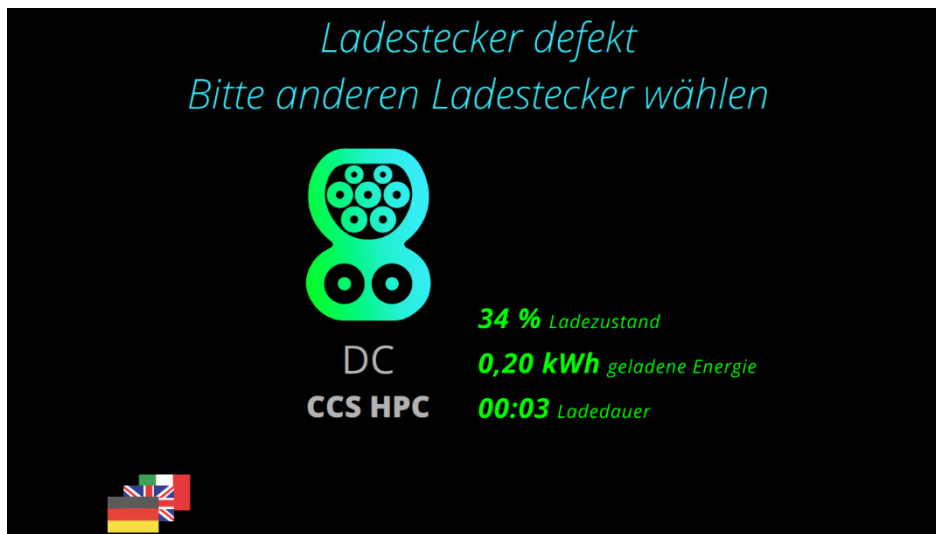 Ladestecker defekt
Bitte anderen Ladestecker wählen
34 % Ladezustand
DC
0,20 kWh geladene Energie
CCS HPC
00:03 Ladedauer